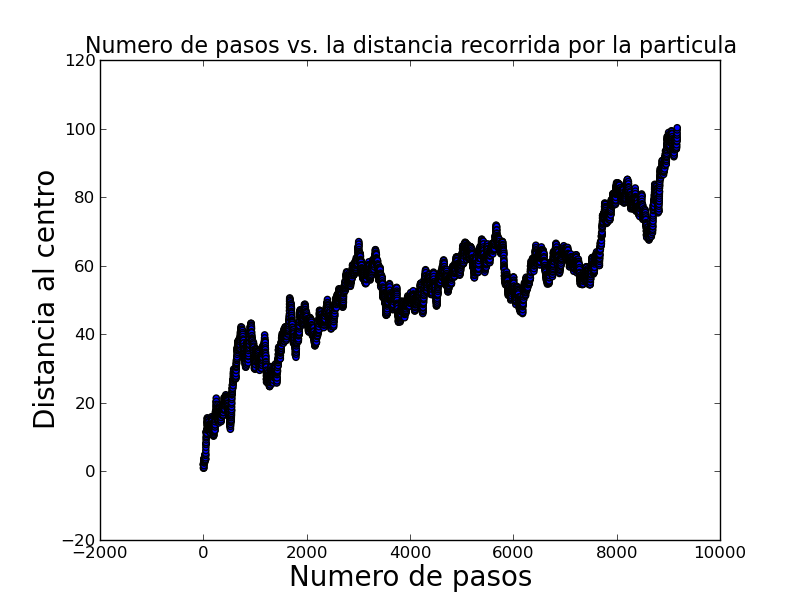 Numero de pasos vs. la distancia recorrida por la particula
120
100
80
60
40
20
0
−20
−2000 0 2000 4000 6000 8000 10000
Distancia al centro
Numero de pasos